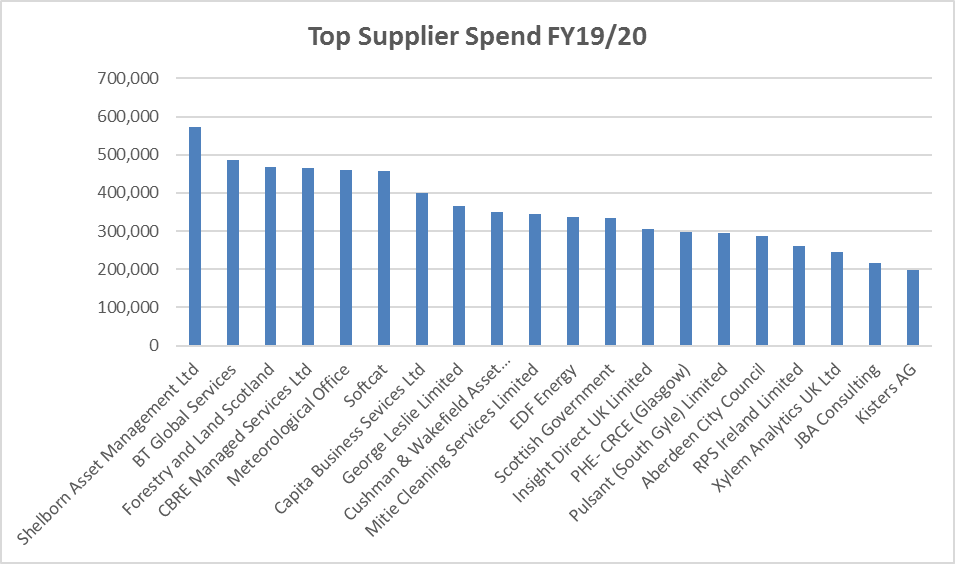 Top Supplier Spend FY19/20
700,000
600,000
500,000
400,000
300,000
200,000
100,000
0
Shelborn Asset Management Ltd
BT Global Services
Forestry and Land Scotland
CBRE Managed Services Ltd
Meteorological Office
Softcat
Capita Business Sevices Ltd
George Leslie Limited
Cushman & Wakefield Asset...
Mitie Cleaning Services Limited
EDF Energy
Scottish Government
Insight Direct UK Limited
PHE- CRCE (Glasgow)
Pulsant (South Gyle) Limited
Aberdeen City Council
RPS Ireland Limited
Xylem Analytics UK Ltd
JBA Consulting
Kisters AG